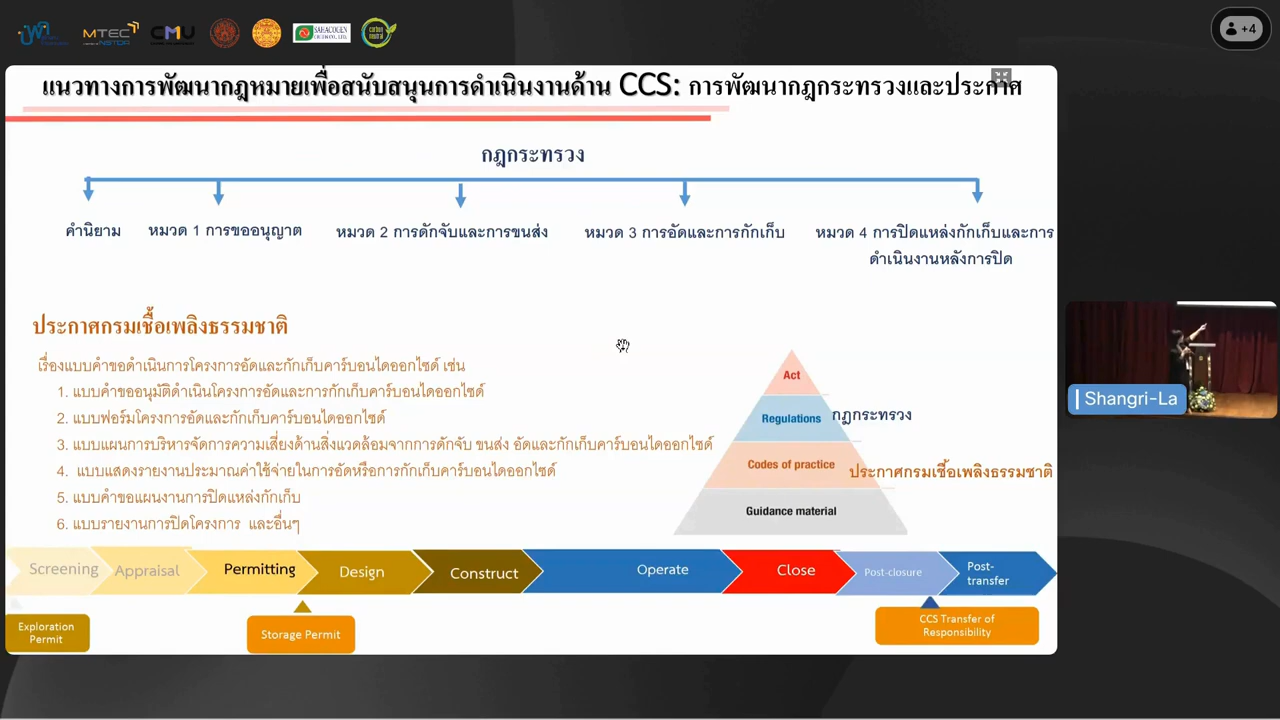 MTEC
NSTDA
CMU
SAHACOGEN
carbon
neutral
+4
แนวทางการพัฒนากฎหมายเพื่อสนับสนุนการดำเนินงานด้าน CCS: การพัฒนากฎกระทรวงและประกาศ
กฎกระทรวง
คำนิยาม
หมวด 1 การขออนุญาต
หมวด 2 การดักจับและการขนส่ง
หมวด 3 การอัดและการกักเก็บ
หมวด 4 การปิดแหล่งกักเก็บและการ
ดำเนินงานหลังการปิด
ประกาศกรมเชื้อเพลิงธรรมชาติ
เรื่องแบบคำขอดำเนินการโครงการอัดและกักเก็บคาร์บอนไดออกไซด์ เช่น
1. แบบคำขออนุมัติดำเนินโครงการอัดและการกักเก็บคาร์บอนไดออกไซด์
2. แบบฟอร์มโครงการอัดและกักเก็บคาร์บอนไดออกไซด์
3. แบบแผนการบริหารจัดการความเสี่ยงด้านสิ่งแวดล้อมจากการดักจับ ขนส่ง อัดและกักเก็บคาร์บอนไดออกไซด์
4. แบบแสดงรายงานประมาณค่าใช้จ่ายในการอัดหรือการกักเก็บคาร์บอนไดออกไซด์
5. แบบคำขอแผนงานการปิดแหล่งกักเก็บ
6. แบบรายงานการปิดโครงการ และอื่นๆ
Act
Regulations กฎกระทรวง
Codes of practice ประกาศกรมเชื้อเพลิงธรรมชาติ
Guidance material
Shangri-La
Screening
Appraisal
Permitting
Design
Construct
Operate
Close
Post-closure
Post-
transfer
Exploration
Permit
Storage Permit
CCS Transfer of
Responsibility